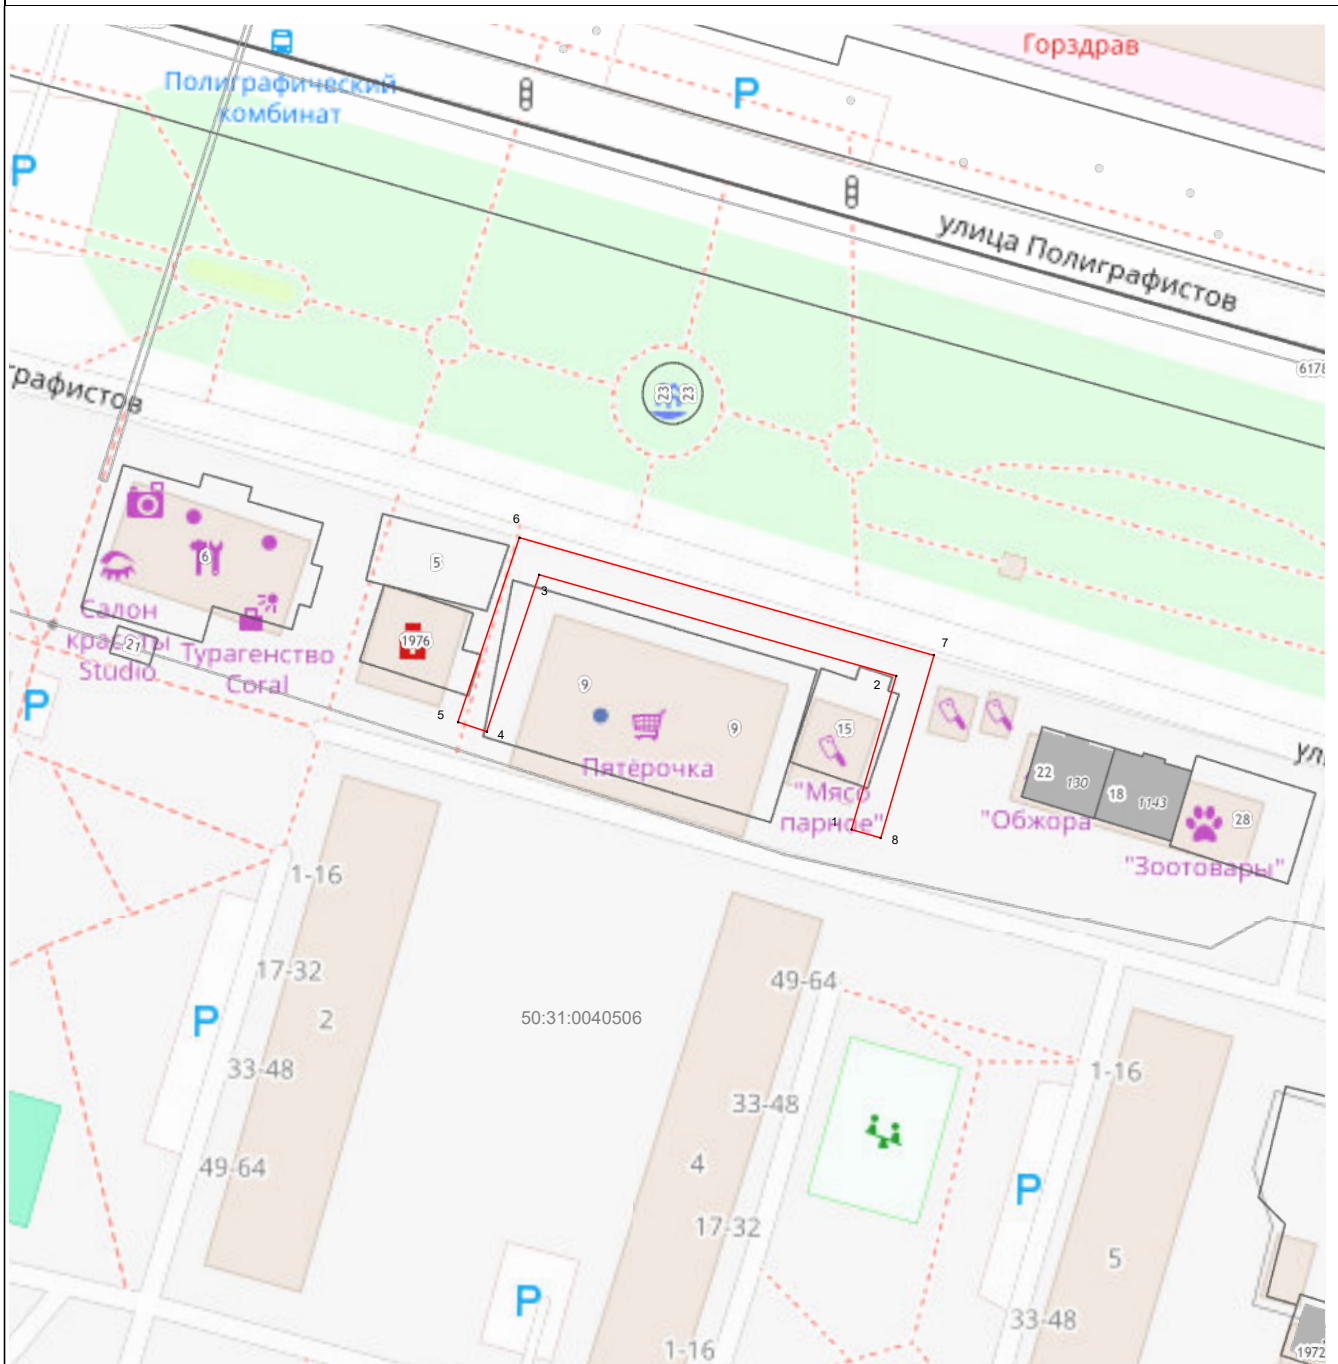 Горздрав
Полиграфический
комбинат
P
P
улица Полиграфистов
6178
рафистов
23
23
6
5
6
3
7
2
1976
21
Салон
красоты
Studio
Турагенство
Coral
P
5
4
9
9
15
Пятёрочка
"Мясо
парное"
1
8
22
130
18
1143
28
"Обжора
"Зоотовары"
ул
1-16
17-32
2
P
33-48
49-64
50:31:0040506
49-64
33-48
4
17-32
1-16
P
1-16
P
5
33-48
1972